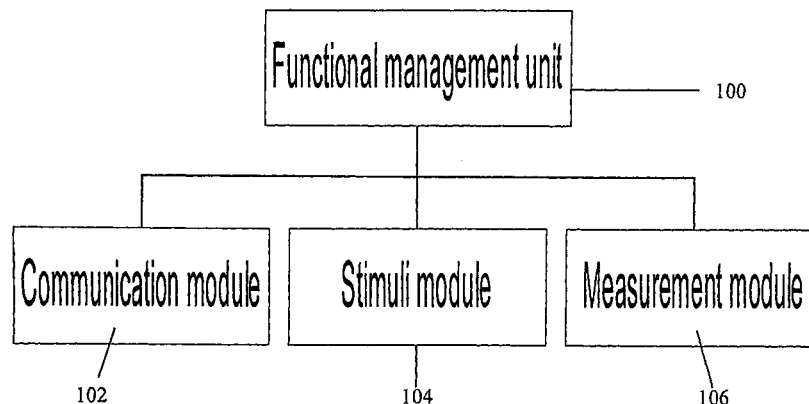 Functional management unit
100
Communication module
Stimuli module
Measurement module
102
104
106